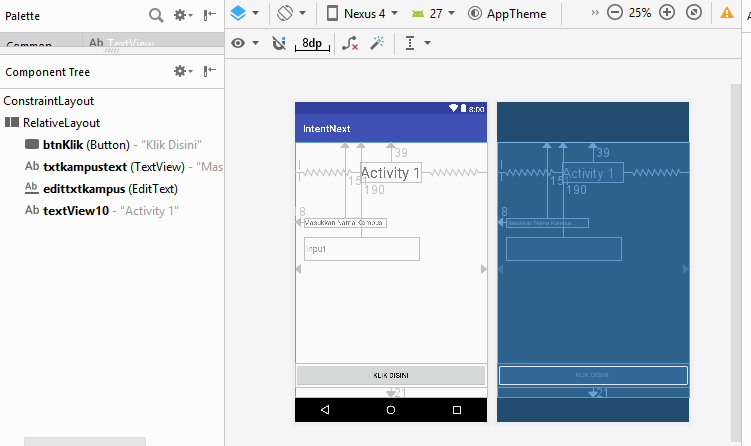 Palette
Nexus 4
27
AppTheme
25%
Common
Ab TextView
8dp
Component Tree
ConstraintLayout
RelativeLayout
btnKlik (Button) - "Klik Disini"
Ab txtkampustext (TextView) - "Mas
Ab edittxtkampus (EditText)
Ab textView10 - "Activity 1"
8:00
IntentNext
39
Activity 1
190
8
Masukkan Nama Kampus
Input
KLIK DISINI
21
39
Activity 1
190
8
Masukkan Nama Kampus
KLIK DISINI
21